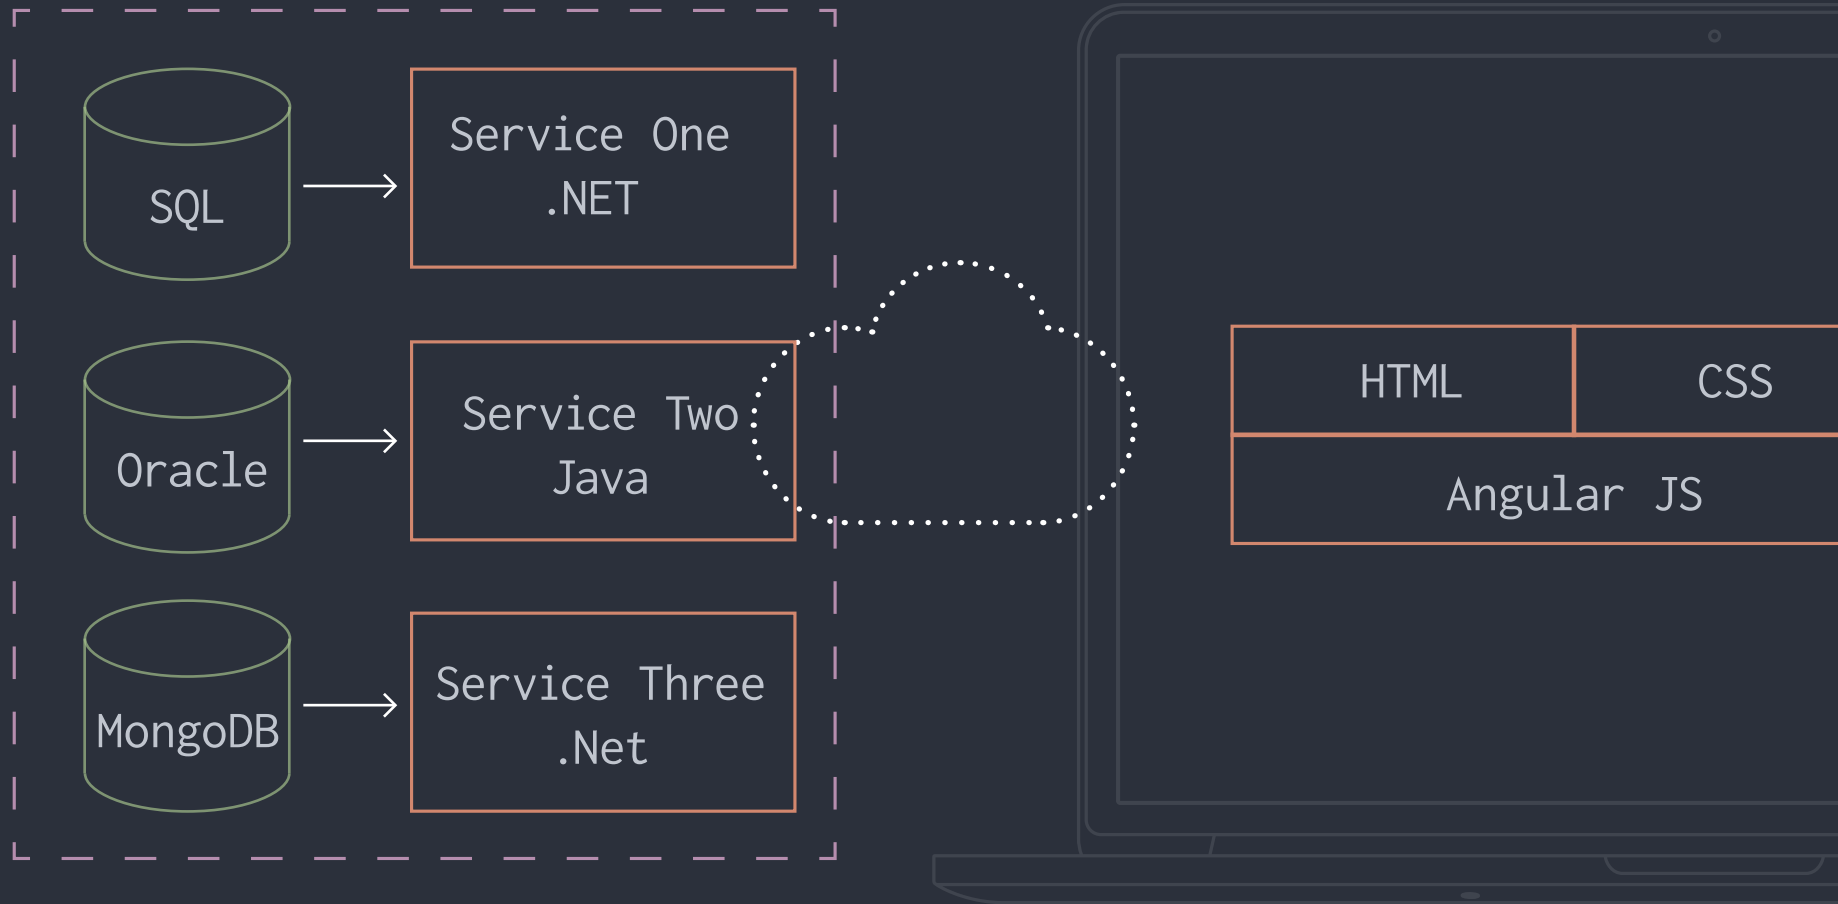 SQL
Service One
.NET
Oracle
Service Two
Java
MongoDB
Service Three
.Net
HTML
CSS
Angular JS